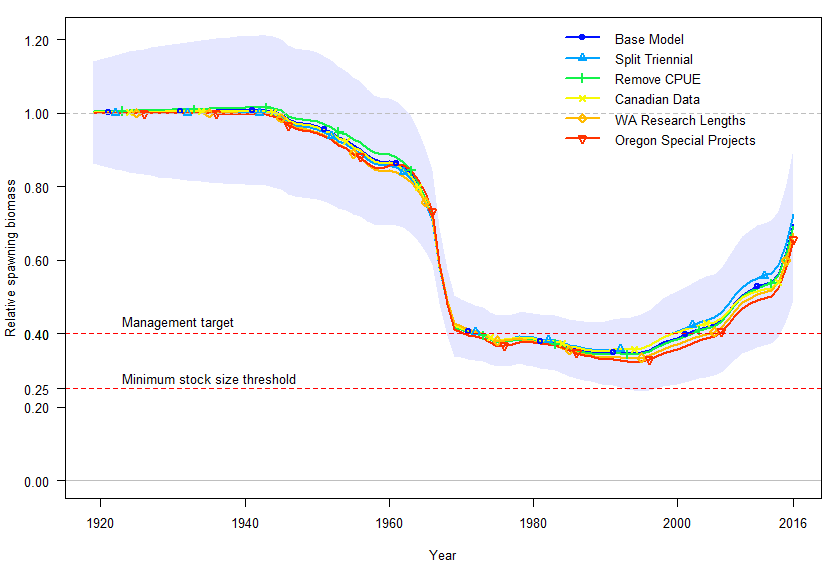 1.20
1.00
0.80
0.60
0.40
0.25
0.20
0.00
Relative spawning biomass
Base Model
Split Triennial
Remove CPUE
Canadian Data
WA Research Lengths
Oregon Special Projects
Management target
Minimum stock size threshold
1920
1940
1960
1980
2000
2016
Year